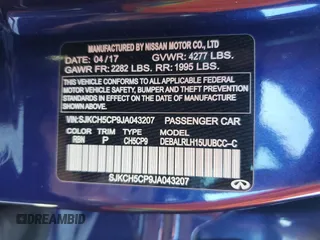 MANUFACTURED BY NISSAN MOTOR CO., LTD
DATE: 04/17 GVWR: 4277 LBS.
GAWR FR: 2282 LBS. RR: 1995 LBS.
THIS VEHICLE CONFORMS TO ALL APPLICABLE FEDERAL
MOTOR VEHICLE SAFETY, BUMPER, AND THEFT PREVENTION
STANDARDS IN EFFECT ON THE DATE OF MANUFACTURE
SHOWN ABOVE.
VIN: SJKCH5CP9JA043207 PASSENGER CAR
COLOR TRIM MODEL
RBN P CH5CP9 DEBALRLH15UUBCC--C
SJKCH5CP9JA043207
INFINITI
DREAMBID